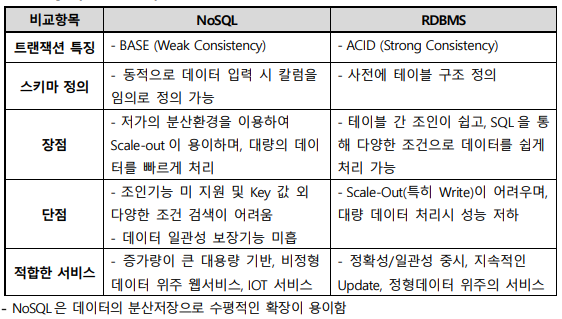 비교항목 NoSQL RDBMS
트랜잭션 특징 - BASE (Weak Consistency) - ACID (Strong Consistency)
스키마 정의 - 동적으로 데이터 입력 시 칼럼을 임의로 정의 가능 - 사전에 테이블 구조 정의
장점
- 저가의 분산환경을 이용하여
Scale-out 이 용이하며, 대량의 데이
터를 빠르게 처리
- 테이블 간 조인이 쉽고, SQL 을 통
해 다양한 조건으로 데이터를 쉽게
처리 가능
단점
- 조인기능 미 지원 및 Key 값 외
다양한 조건 검색이 어려움
- 데이터 일관성 보장기능 미흡
- Scale-Out(특히 Write)이 어려우며,
대량 데이터 처리시 성능 저하
적합한 서비스
- 증가량이 큰 대용량 기반, 비정형
데이터 위주 웹서비스, IOT 서비스
- 정확성/일관성 중시, 지속적인
Update, 정형데이터 위주의 서비스
- NoSQL 은 데이터의 분산저장으로 수평적인 확장이 용이함